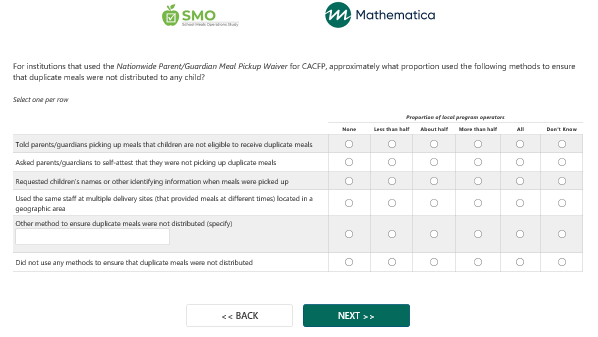 SMO
School Meals Operations Study
Mathematica
For institutions that used the Nationwide Parent/Guardian Meal Pickup Waiver for CACFP, approximately what proportion used the following methods to ensure
that duplicate meals were not distributed to any child?
Select one per row
Proportion of local program operators
None Less than half About half More than half All Don't Know
Told parents/guardians picking up meals that children are not eligible to receive duplicate meals
Asked parents/guardians to self-attest that they were not picking up duplicate meals
Requested children's names or other identifying information when meals were picked up
Used the same staff at multiple delivery sites (that provided meals at different times) located in a
geographic area
Other method to ensure duplicate meals were not distributed (specify)
Did not use any methods to ensure that duplicate meals were not distributed
<< BACK
NEXT >>